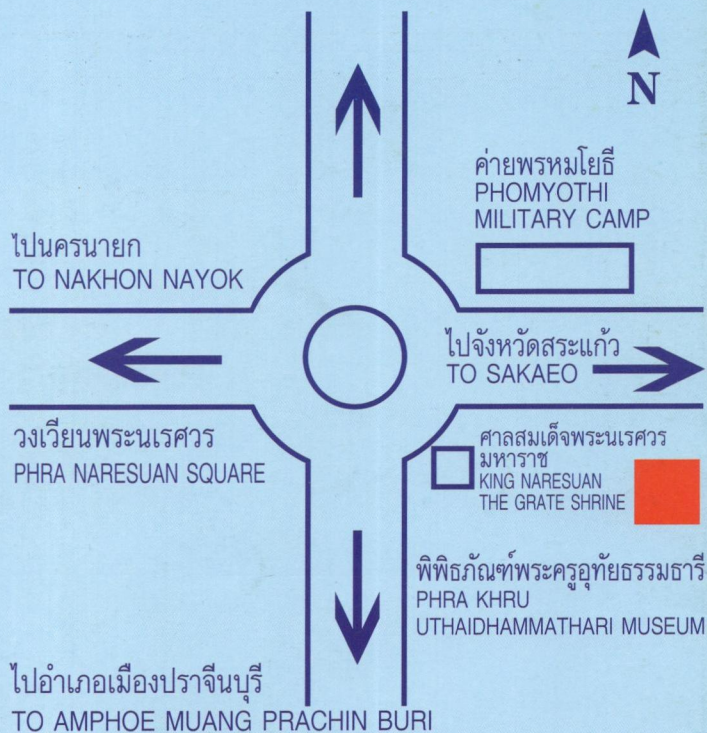 N
ค่ายพรหมโยธี
PHOMYOTHI
MILITARY CAMP
ไปนครนายก
TO NAKHON NAYOK
ไปจังหวัดสระแก้ว
TO SAKAEO
วงเวียนพระนเรศวร
PHRA NARESUAN SQUARE
ศาลสมเด็จพระนเรศวร
มหาราช
KING NARESUAN
THE GRATE SHRINE
พิพิธภัณฑ์พระครูอุทัยธรรมธารี
PHRA KHRU
UTHAIDHAMMATHARI MUSEUM
ไปอำเภอเมืองปราจีนบุรี
TO AMPHOE MUANG PRACHIN BURI